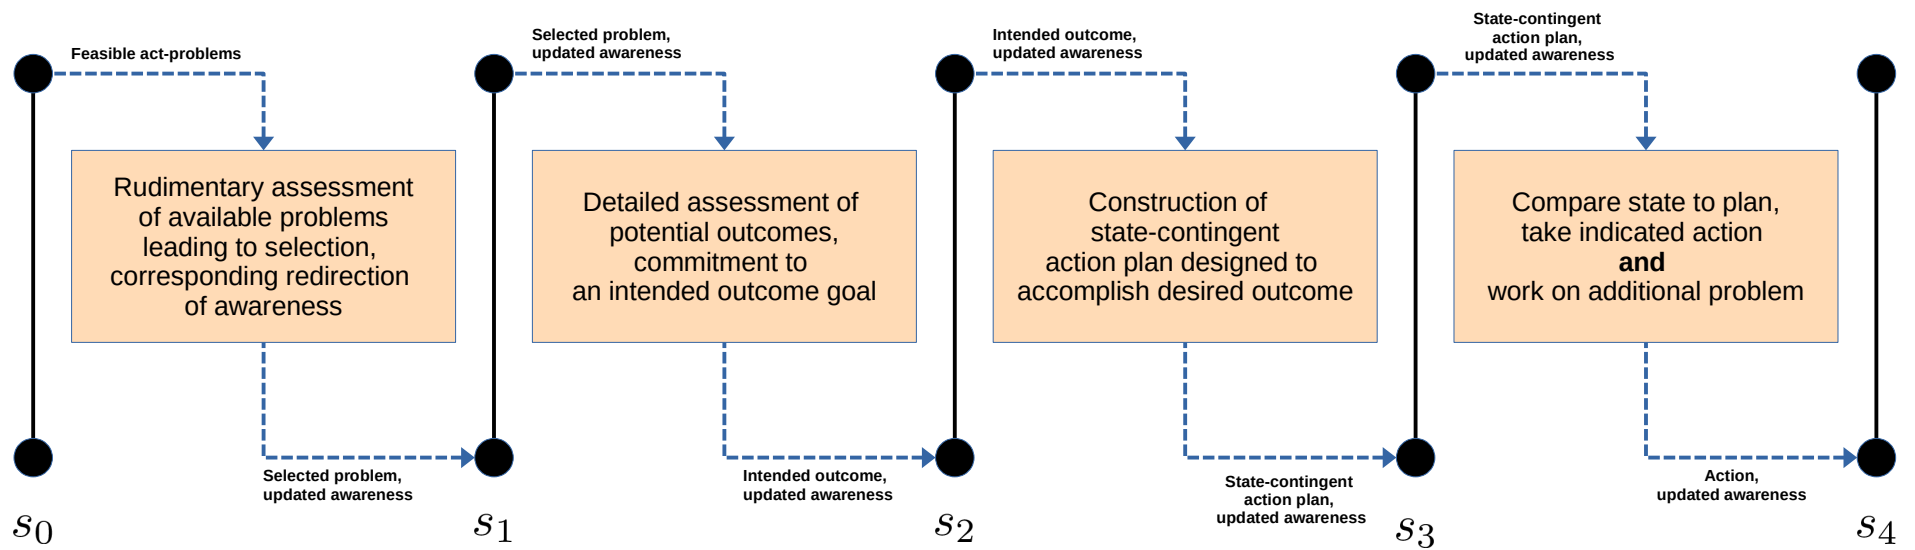 Feasible act-problems
Rudimentary assessment
of available problems
leading to selection,
corresponding redirection
of awareness
Selected problem,
updated awareness
Selected problem,
updated awareness
Detailed assessment of
potential outcomes,
commitment to
an intended outcome goal
Intended outcome,
updated awareness
Intended outcome,
updated awareness
Construction of
state-contingent
action plan designed to
accomplish desired outcome
State-contingent
action plan,
updated awareness
State-contingent
action plan,
updated awareness
Compare state to plan,
take indicated action
and
work on additional problem
Action,
updated awareness
s0
s1
s2
s3
s4